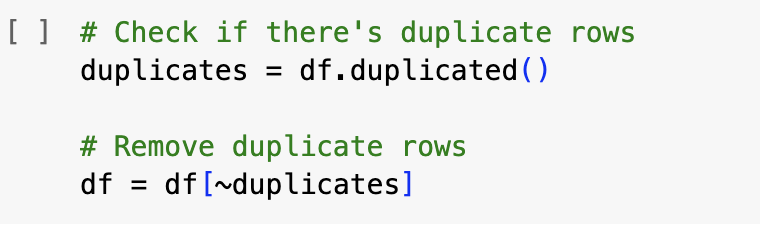 [ ] # Check if there's duplicate rows
duplicates = df.duplicated()
# Remove duplicate rows
df = df[~duplicates]